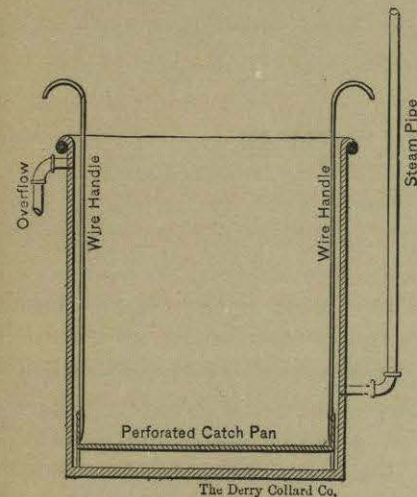 Overflow
Wire Handle
Wire Handle
Steam Pipe
Perforated Catch Pan
The Derry Collard Co.